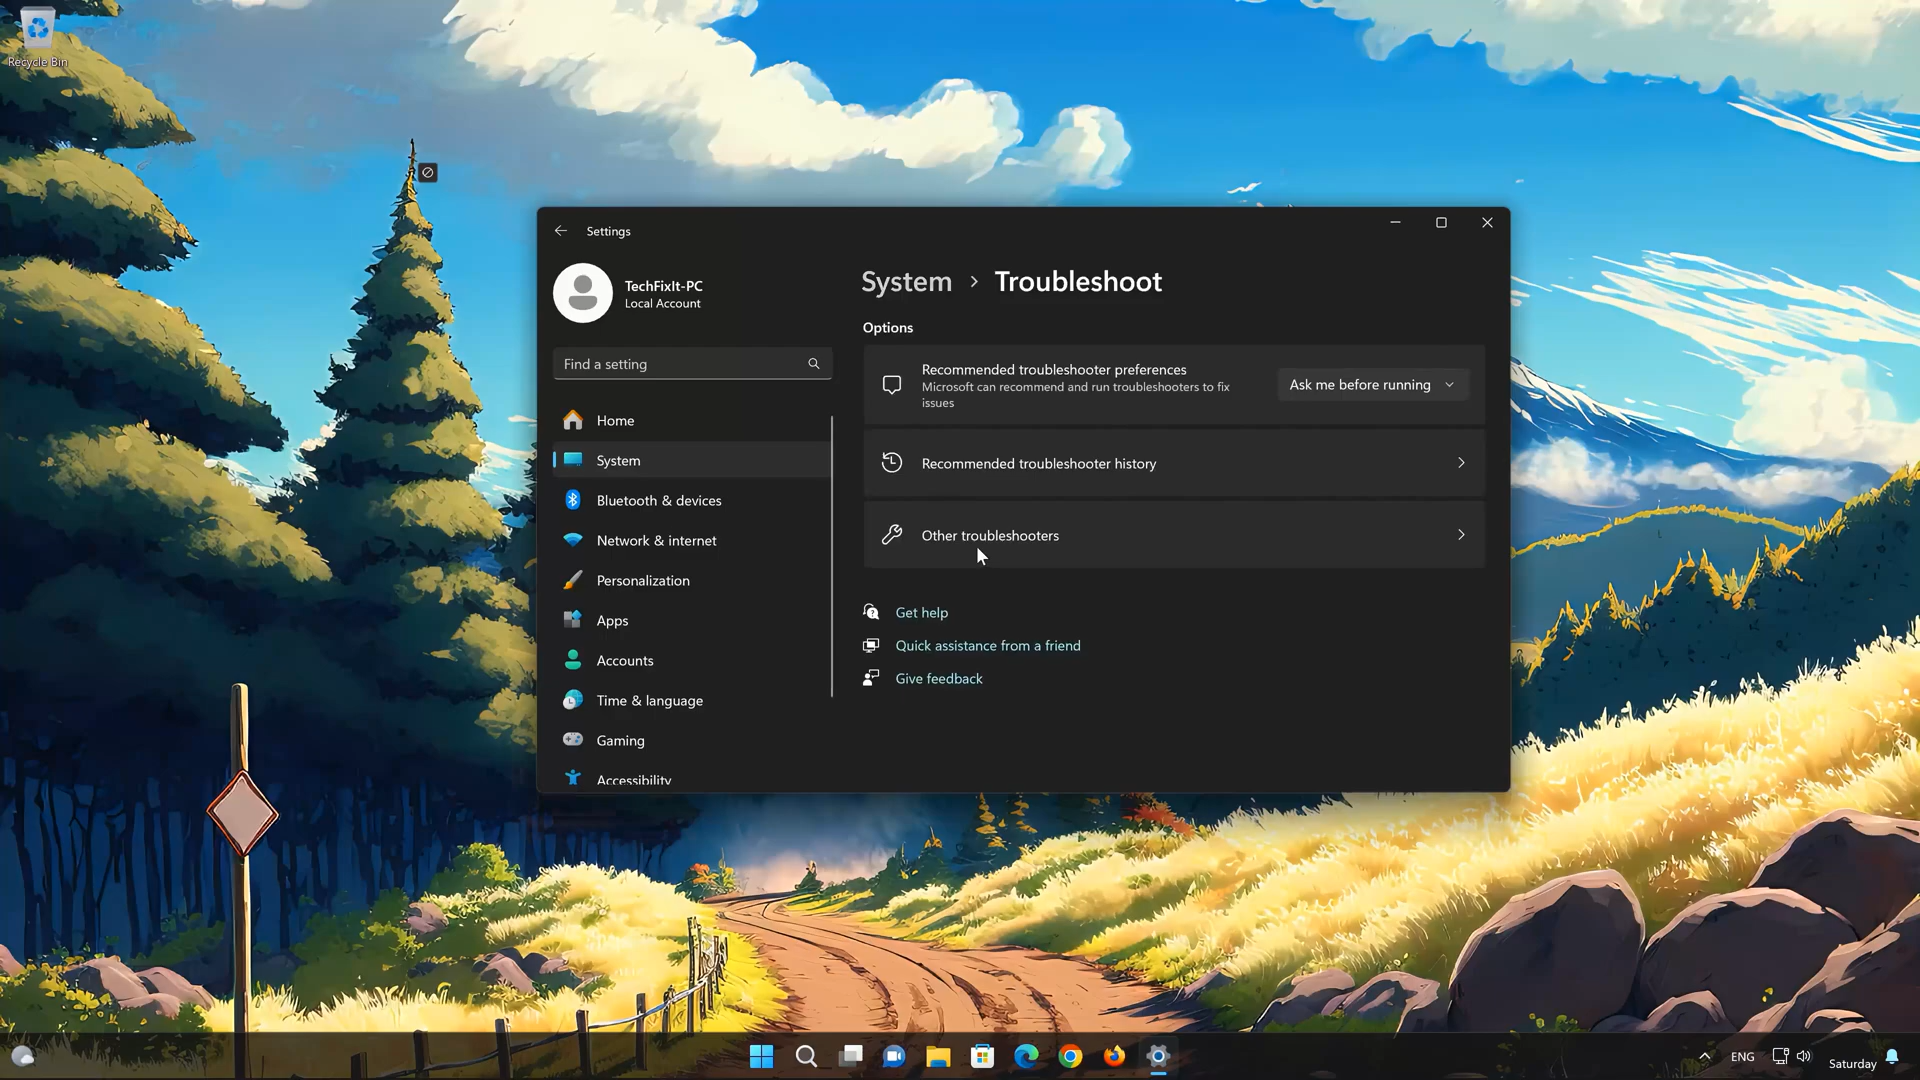 Recycle Bin
Settings
TechFixIt-PC
Local Account
Find a setting
Home
System
Bluetooth & devices
Network & internet
Personalization
Apps
Accounts
Time & language
Gaming
Accessibility
System > Troubleshoot
Options
Recommended troubleshooter preferences
Microsoft can recommend and run troubleshooters to fix
issues
Ask me before running
Recommended troubleshooter history
Other troubleshooters
Get help
Quick assistance from a friend
Give feedback
ENG
Saturday